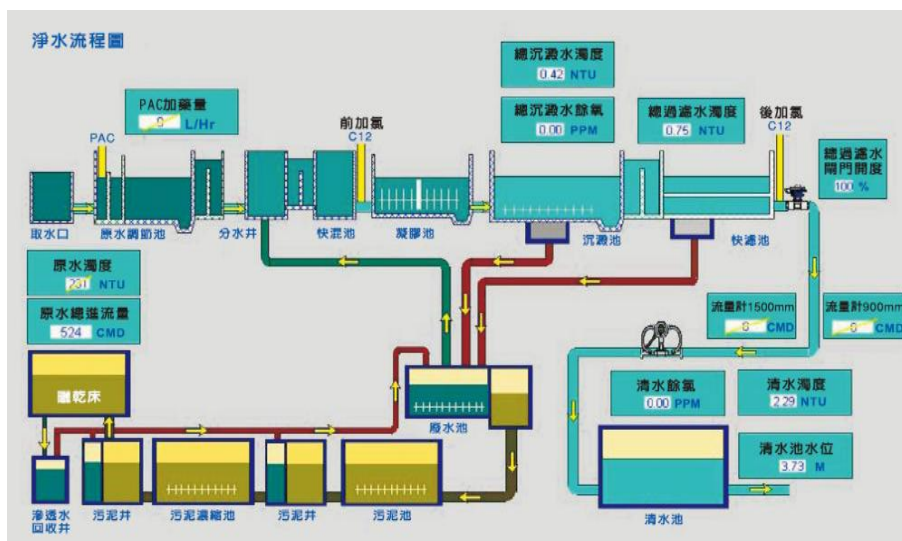 淨水流程圖
總沉澱水濁度
0.42 NTU
PAC加藥量
0 L/Hr
總沉澱水餘氧
0.00 PPM
總過濾水濁度
0.75 NTU
前加氯
C12
後加氯
C12
PAC
總過濾水
閘門開度
100 %
取水口
原水調節池
分水井
快混池
凝膠池
沉澱池
快濾池
原水濁度
NTU
原水總進流量
524 CMD
流量計1500mm
0 CMD
流量計900mm
0 CMD
曬乾床
廢水池
清水餘氯
0.00 PPM
清水濁度
2.29 NTU
清水池水位
3.73 M
滲透水
回收井
污泥井
污泥濃縮池
污泥井
污泥池
清水池